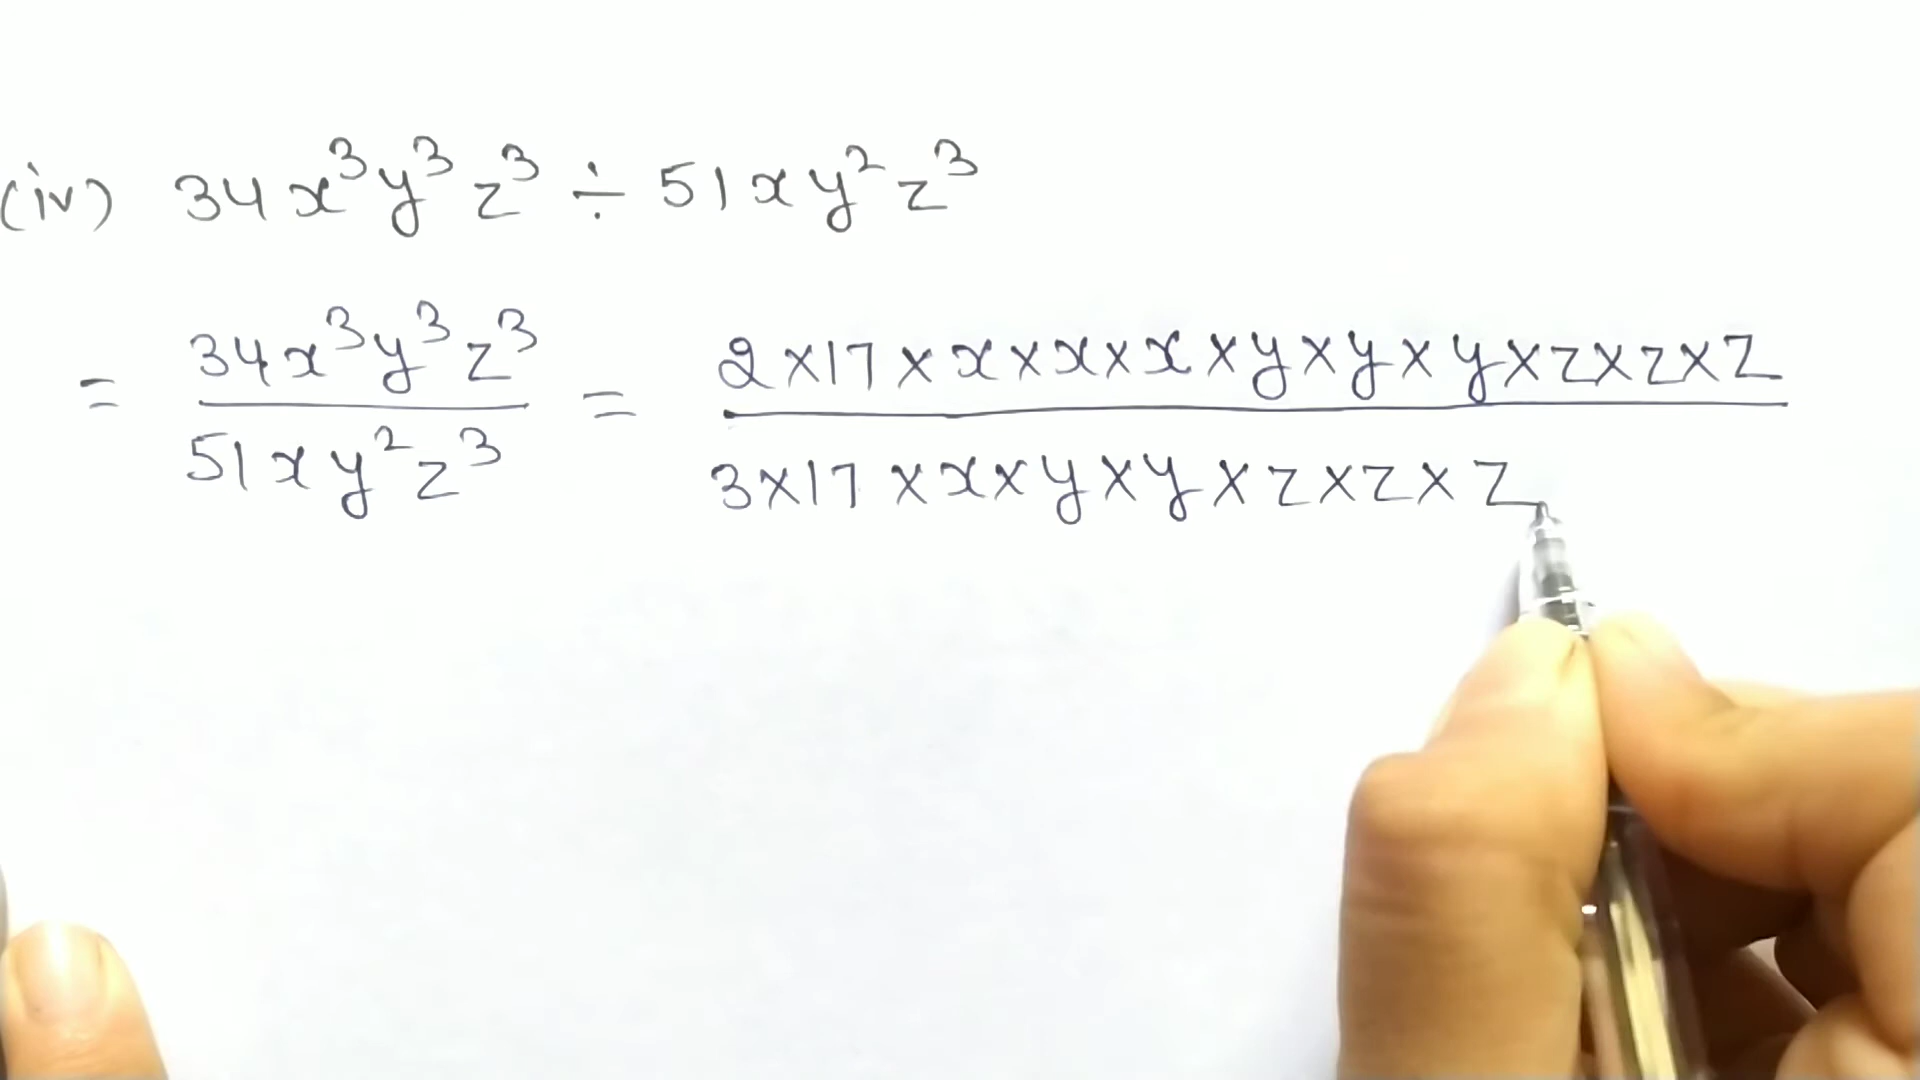 (iv) 34x³y³z³ ÷ 51xy²z³
= 34x³y³z³ / 51xy²z³ = 2×17×x×x×x×y×y×y×z×z×z / 3×17×x×y×y×z×z×z